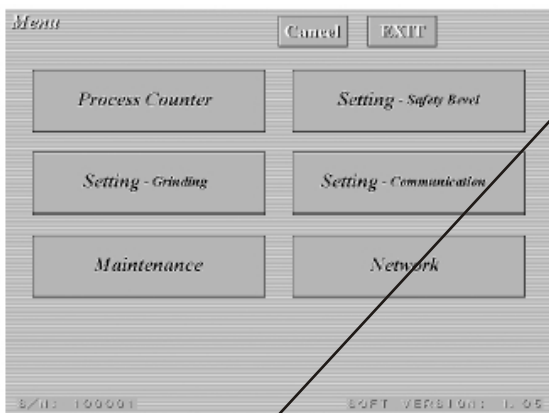 Menu
Cancel EXIT
Process Counter Setting - Safety Bevel
Setting - Grinding Setting - Communication
Maintenance Network
S/N: 100001 SOFT VERSION: 1.05